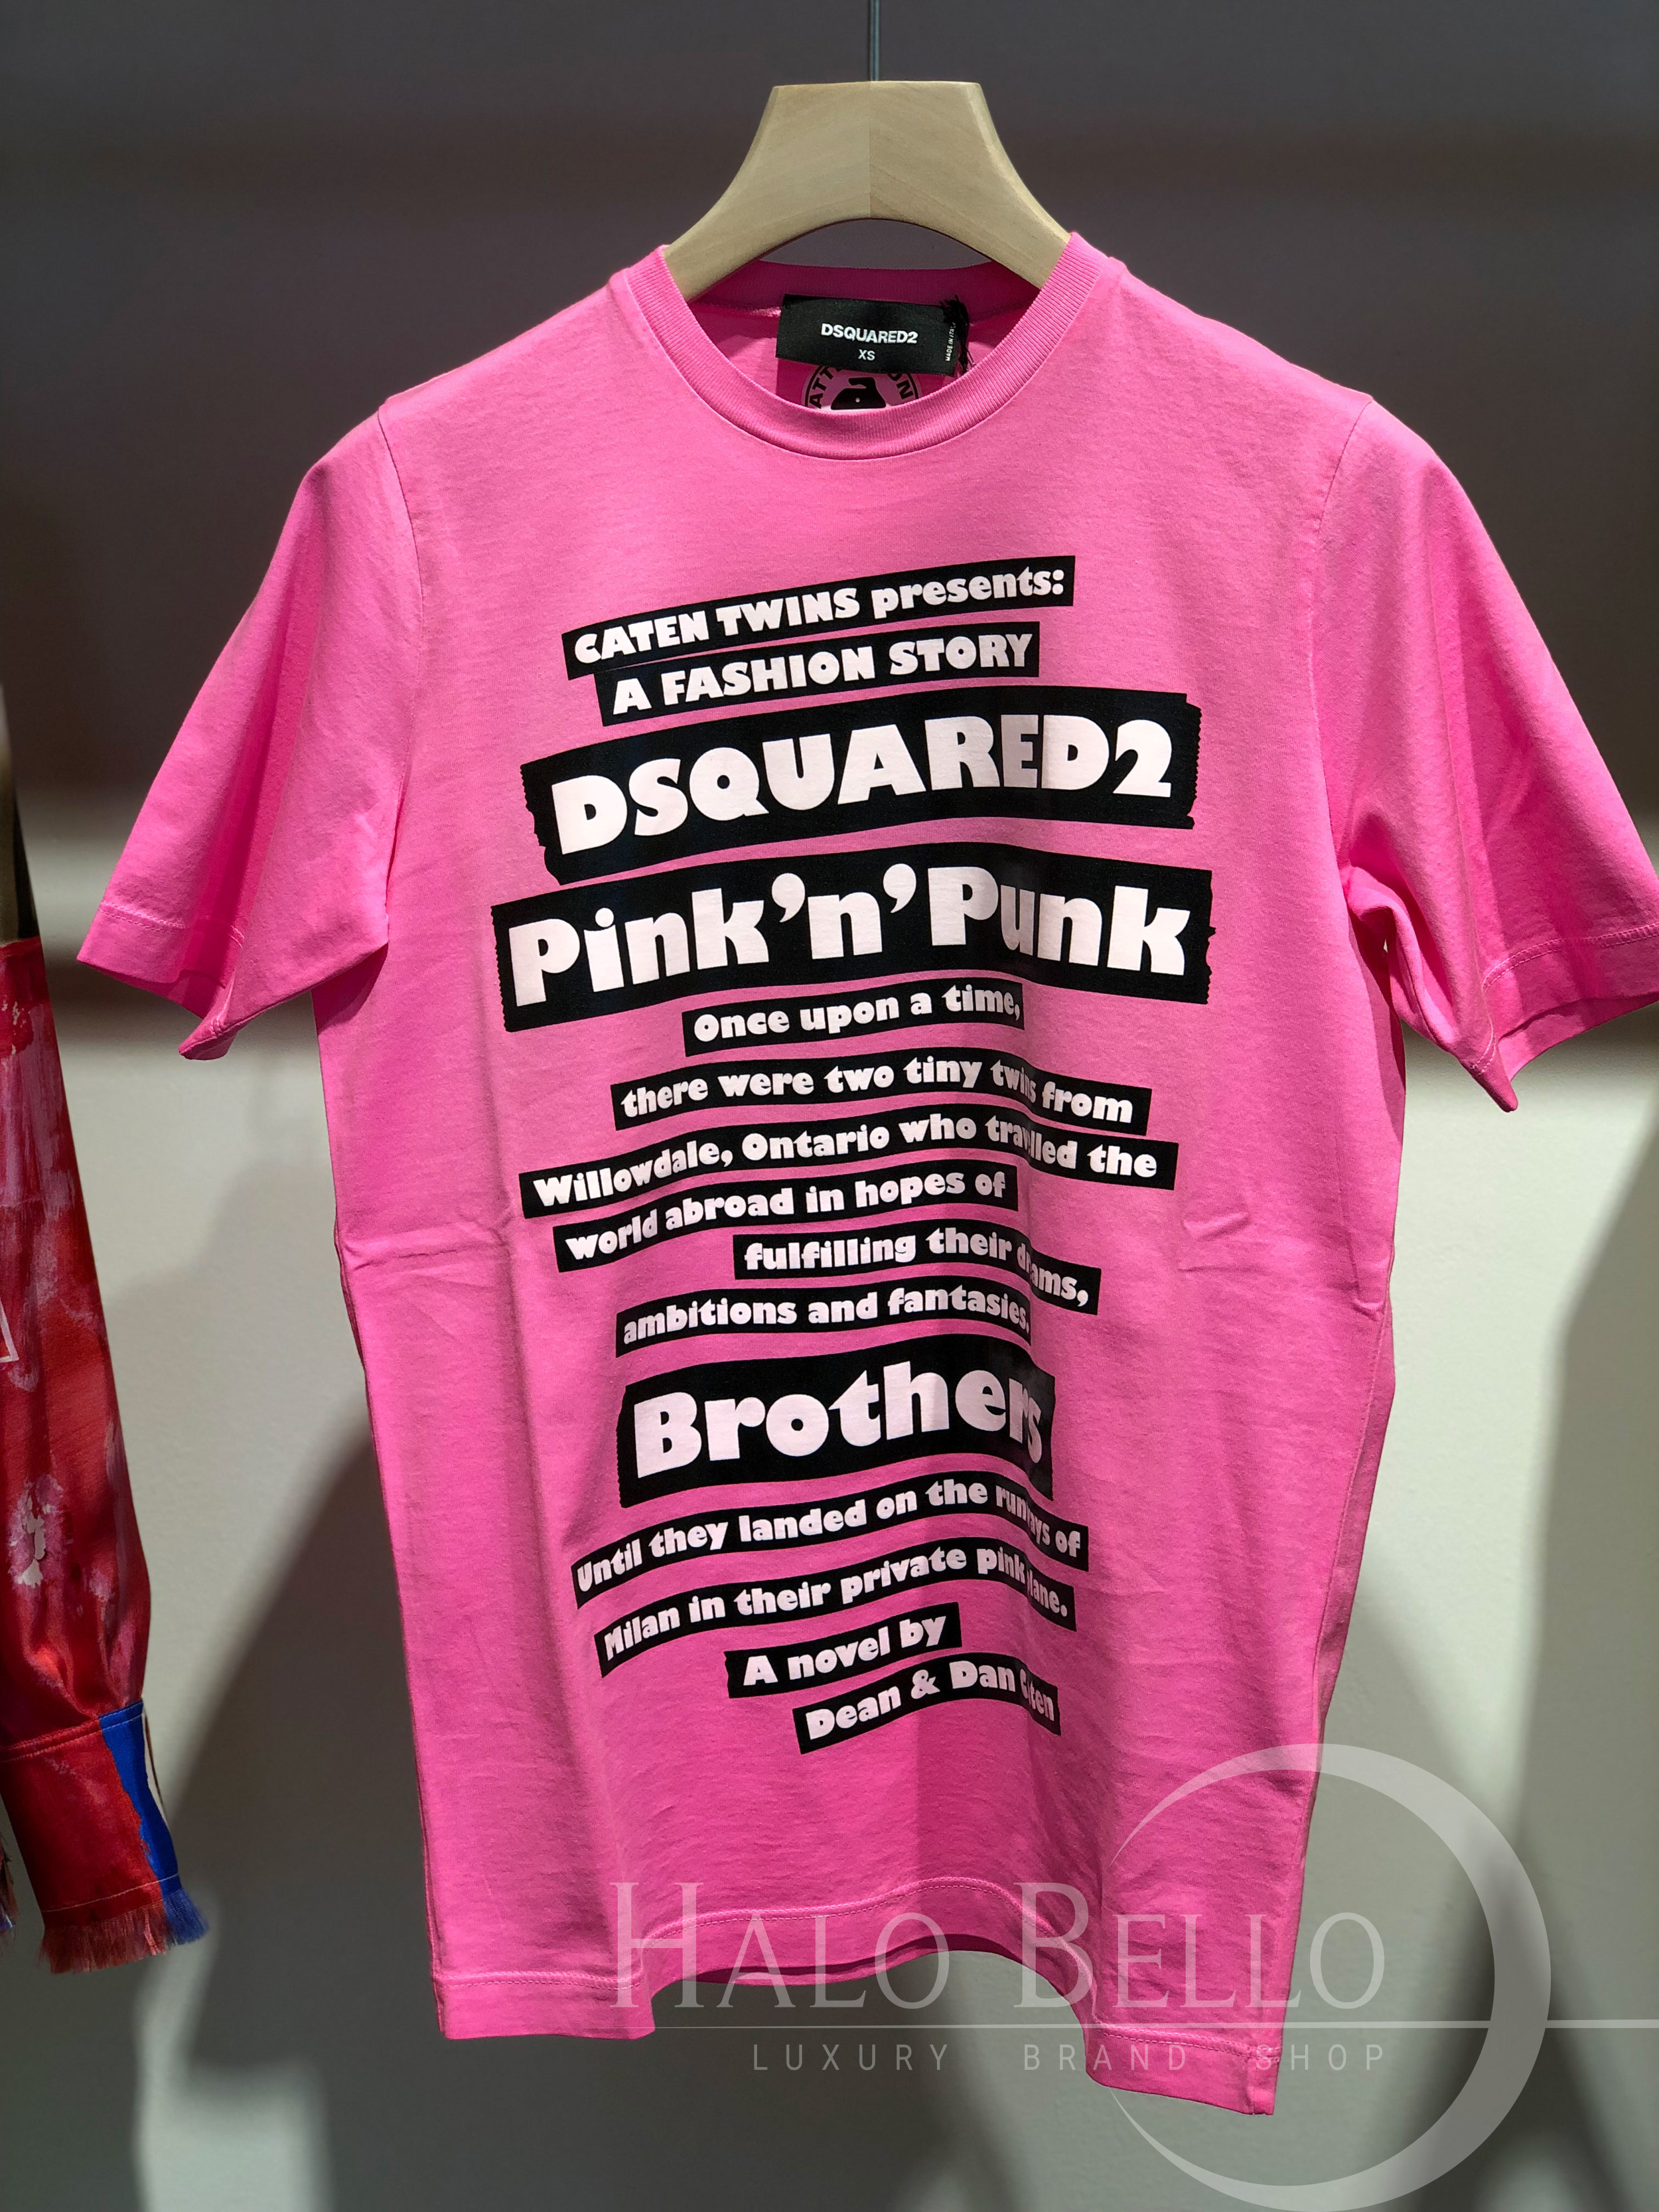 DSQUARED2
XS
MADE IN ITALY
CATEN TWINS presents:
A FASHION STORY
DSQUARED2
Pink'n'Punk
Once upon a time,
there were two tiny twins from
Willowdale, Ontario who travelled the
world abroad in hopes of
fulfilling their dreams,
ambitions and fantasies.
Brothers
Until they landed on the runways of
Milan in their private pink plane.
A novel by
Dean & Dan Caten
HALO BELLO
LUXURY BRAND SHOP